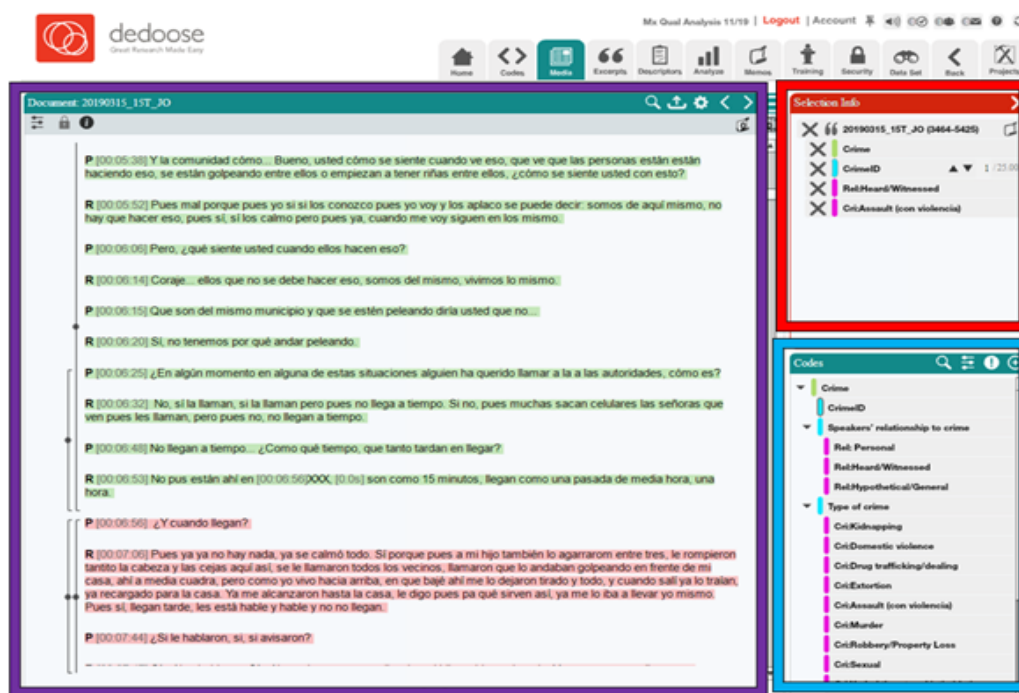 dedoose
Great Research Made Easy
Mx Qual Analysis 11/19 | Logout | Account
Home
Codes
Media
Excerpts
Descriptors
Analyze
Memos
Training
Security
Data Set
Back
Projects
Document: 20190315_15T_JO
P [00:05:38] Y la comunidad cómo... Bueno, usted cómo se siente cuando ve eso, que ve que las personas están están
haciendo eso, se están golpeando entre ellos o empiezan a tener riñas entre ellos, ¿cómo se siente usted con esto?
R [00:05:52] Pues mal porque pues yo si si los conozco pues yo voy y los aplaco se puede decir: somos de aquí mismo, no
hay que hacer eso, pues sí, sí los calmo pero pues ya, cuando me voy siguen en los mismo.
P [00:06:06] Pero, ¿qué siente usted cuando ellos hacen eso?
R [00:06:14] Coraje... ellos que no se debe hacer eso, somos del mismo, vivimos lo mismo.
P [00:06:15] Que son del mismo municipio y que se estén peleando diría usted que no...
R [00:06:20] Sí, no tenemos por qué andar peleando.
P [00:06:25] ¿En algún momento en alguna de estas situaciones alguien ha querido llamar a la a las autoridades, cómo es?
R [00:06:32] No, sí la llaman, si la llaman pero pues no llega a tiempo. Si no, pues muchas sacan celulares las señoras que
ven pues les llaman, pero pues no, no llegan a tiempo.
P [00:06:48] No llegan a tiempo... ¿Como qué tiempo, que tanto tardan en llegar?
R [00:06:53] No pus están ahí en [00:06:56]XXX, [0.0s] son como 15 minutos, llegan como una pasada de media hora, una
hora.
P [00:06:56] ¿Y cuando llegan?
R [00:07:06] Pues ya ya no hay nada, ya se calmó todo. Sí porque pues a mi hijo también lo agarrarom entre tres, le rompieron
tantito la cabeza y las cejas aquí así, se le llamaron todos los vecinos, llamaron que lo andaban golpeando en frente de mi
casa, ahí a media cuadra, pero como yo vivo hacia arriba, en que bajé ahí me lo dejaron tirado y todo, y cuando salí ya lo traían,
ya recargado para la casa. Ya me alcanzaron hasta la casa, le digo pues pa qué sirven así, ya me lo iba a llevar yo mismo.
Pues sí, llegan tarde, les está hable y hable y no no llegan.
P [00:07:44] ¿Si le hablaron, si, si avisaron?
Selection Info
20190315_15T_JO (3464-5425)
Crime
CrimeID 1 /25.00
Rel:Heard/Witnessed
Cri:Assault (con violencia)
Codes
Crime
CrimeID
Speakers' relationship to crime
Rel: Personal
Rel:Heard/Witnessed
Rel:Hypothetical/General
Type of crime
Cri:Kidnapping
Cri:Domestic violence
Cri:Drug trafficking/dealing
Cri:Extortion
Cri:Assault (con violencia)
Cri:Murder
Cri:Robbery/Property Loss
Cri:Sexual